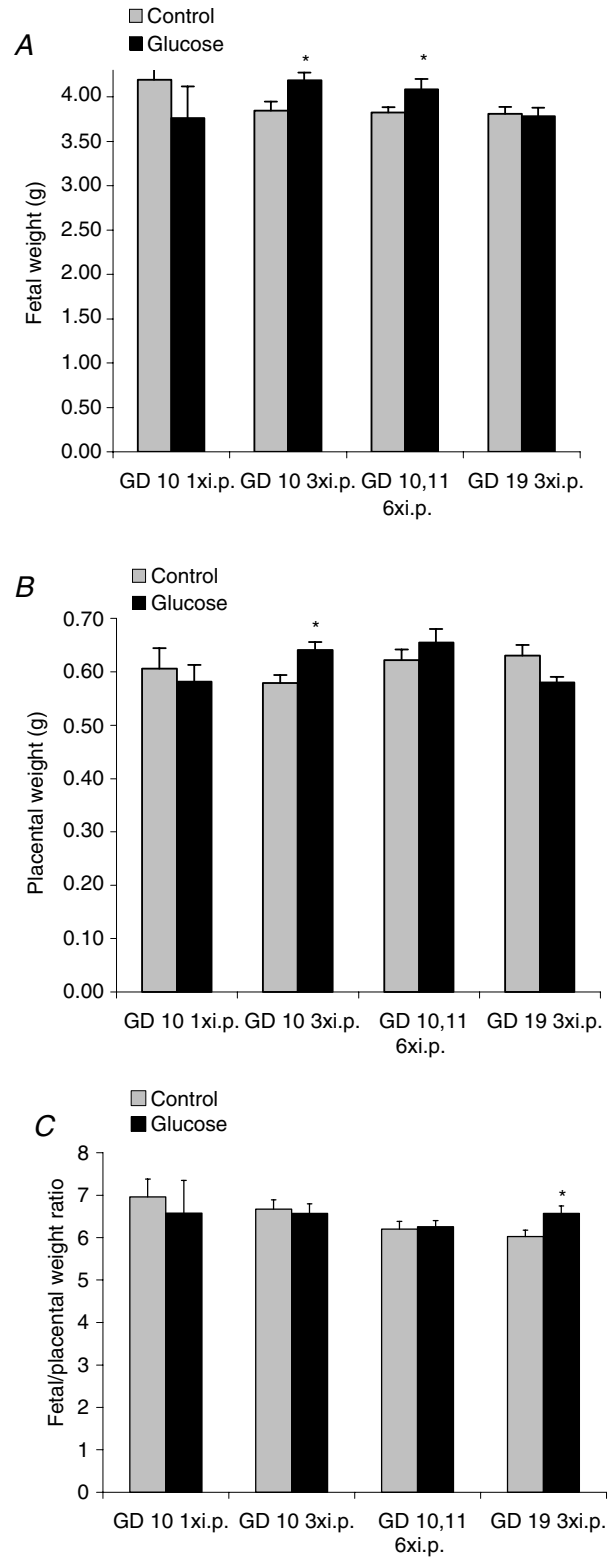 A
Control
Glucose
*
*
4.00
3.50
3.00
2.50
2.00
1.50
1.00
0.50
0.00
Fetal weight (g)
GD 10 1xi.p. GD 10 3xi.p. GD 10,11 GD 19 3xi.p.
6xi.p.
B
Control
Glucose
*
0.70
0.60
0.50
0.40
0.30
0.20
0.10
0.00
Placental weight (g)
GD 10 1xi.p. GD 10 3xi.p. GD 10,11 GD 19 3xi.p.
6xi.p.
C
Control
Glucose
*
8
7
6
5
4
3
2
1
0
Fetal/placental weight ratio
GD 10 1xi.p. GD 10 3xi.p. GD 10,11 GD 19 3xi.p.
6xi.p.